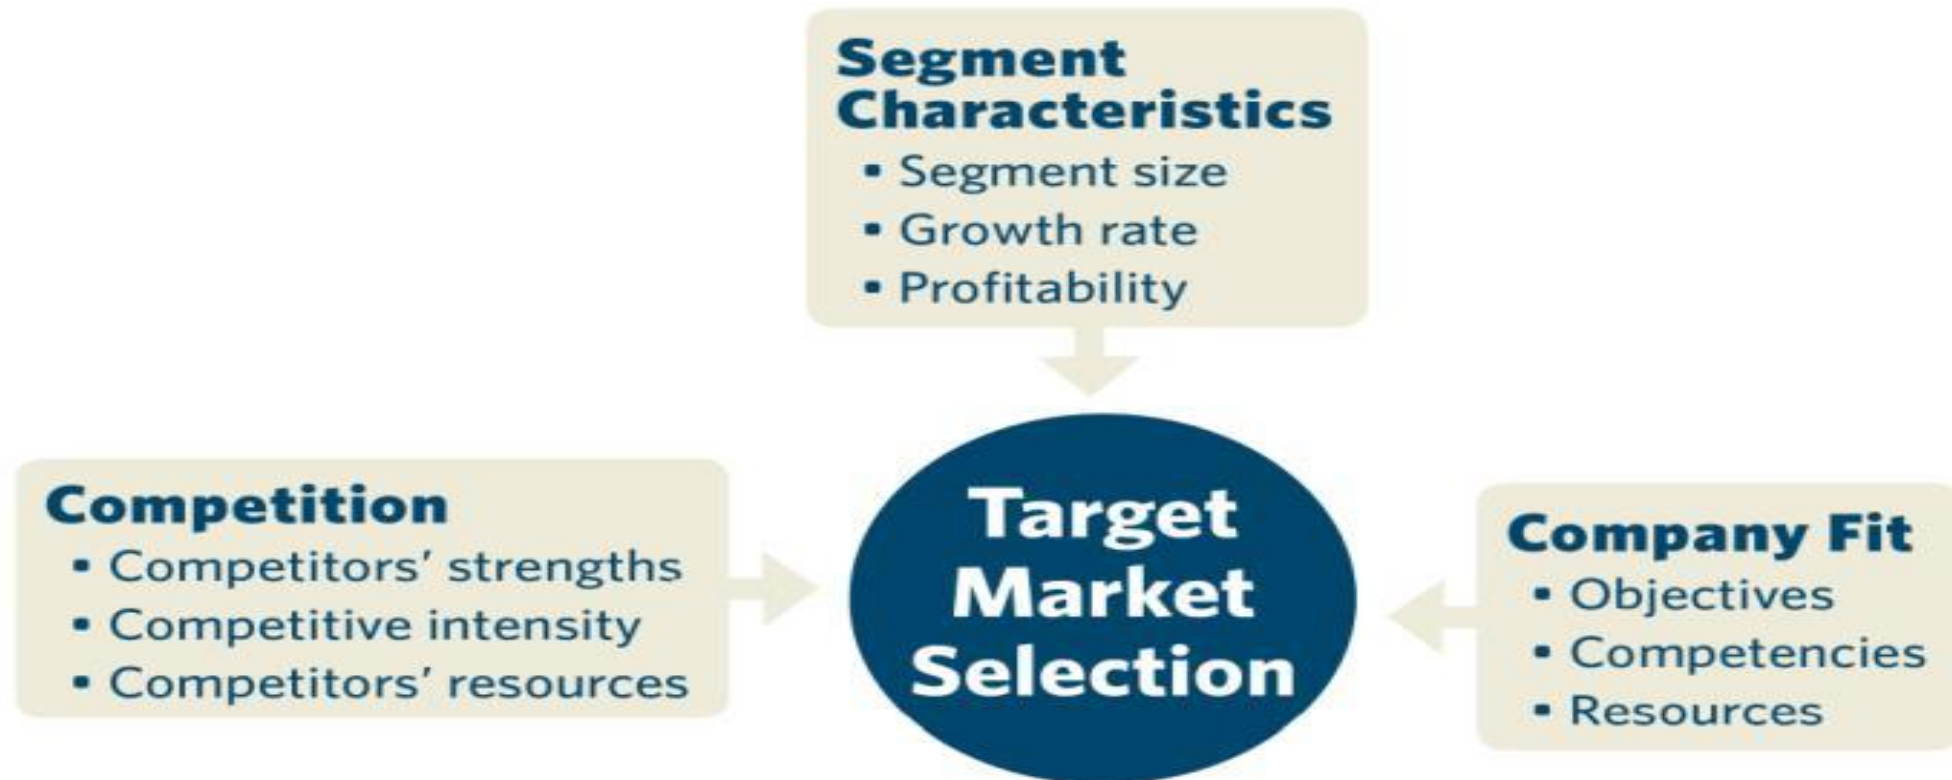 Segment
Characteristics
▪ Segment size
▪ Growth rate
▪ Profitability
Competition
▪ Competitors’ strengths
▪ Competitive intensity
▪ Competitors’ resources
Target
Market
Selection
Company Fit
▪ Objectives
▪ Competencies
▪ Resources